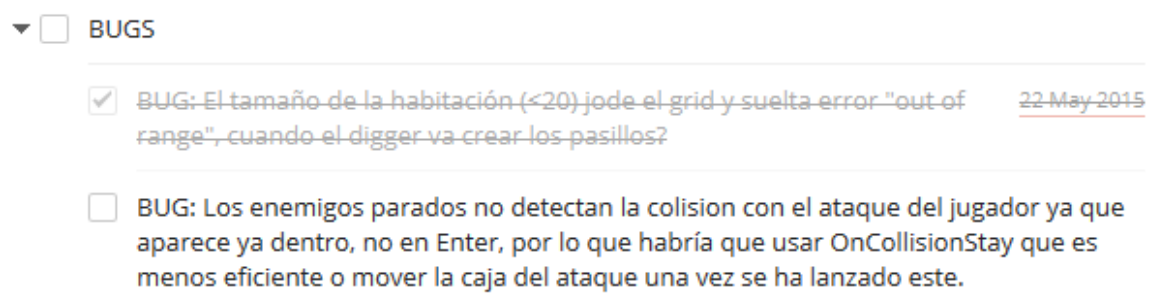 BUGS
BUG: El tamaño de la habitación (<20) jode el grid y suelta error "out of
22 May 2015
range", cuando el digger va crear los pasillos?
BUG: Los enemigos parados no detectan la colision con el ataque del jugador ya que
aparece ya dentro, no en Enter, por lo que habría que usar OnCollisionStay que es
menos eficiente o mover la caja del ataque una vez se ha lanzado este.